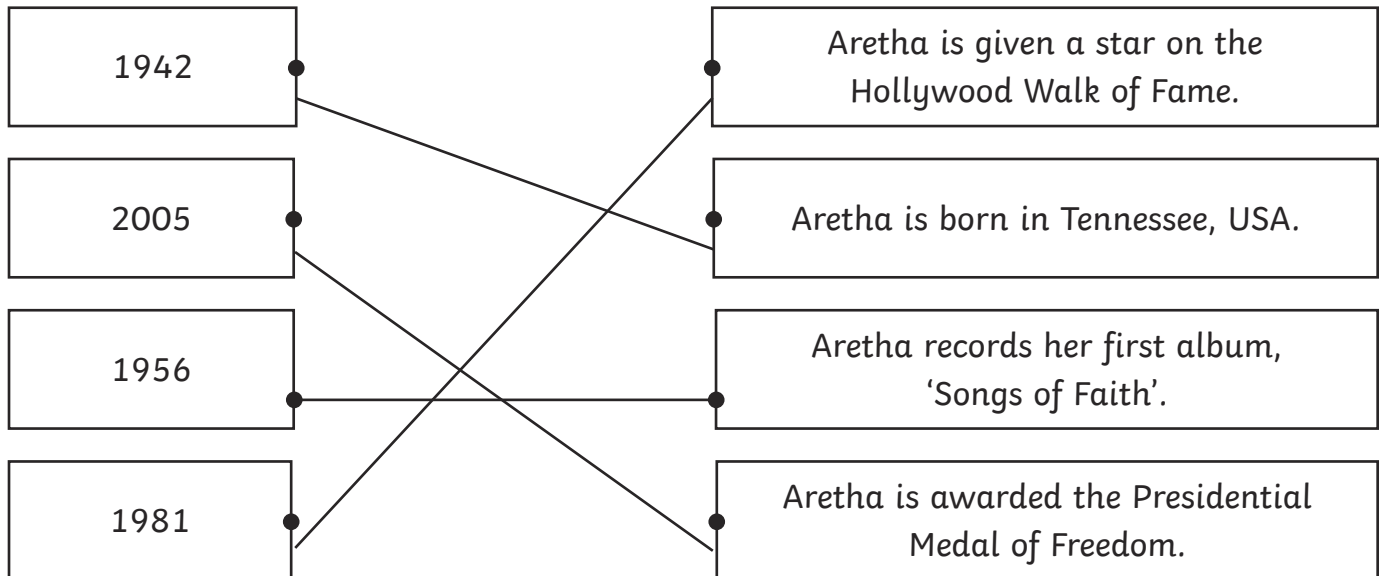 1942
Aretha is given a star on the
Hollywood Walk of Fame.
2005
Aretha is born in Tennessee, USA.
1956
Aretha records her first album,
‘Songs of Faith’.
1981
Aretha is awarded the Presidential
Medal of Freedom.